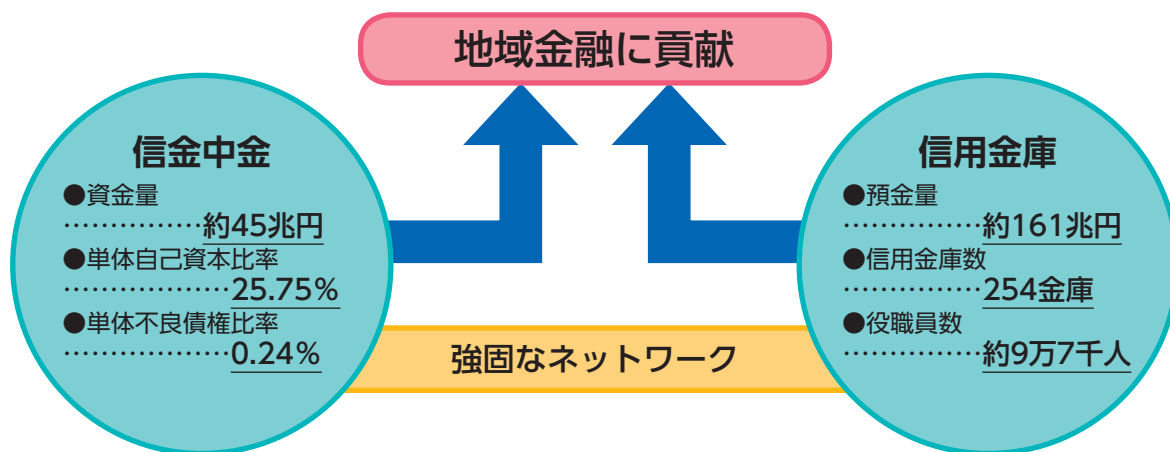 地域金融に貢献
信金中金
●資金量
……………約45兆円
●単体自己資本比率
………………25.75%
●単体不良債権比率
………………0.24%
信用金庫
●預金量
……………約161兆円
●信用金庫数
……………254金庫
●役職員数
……………約9万7千人
強固なネットワーク